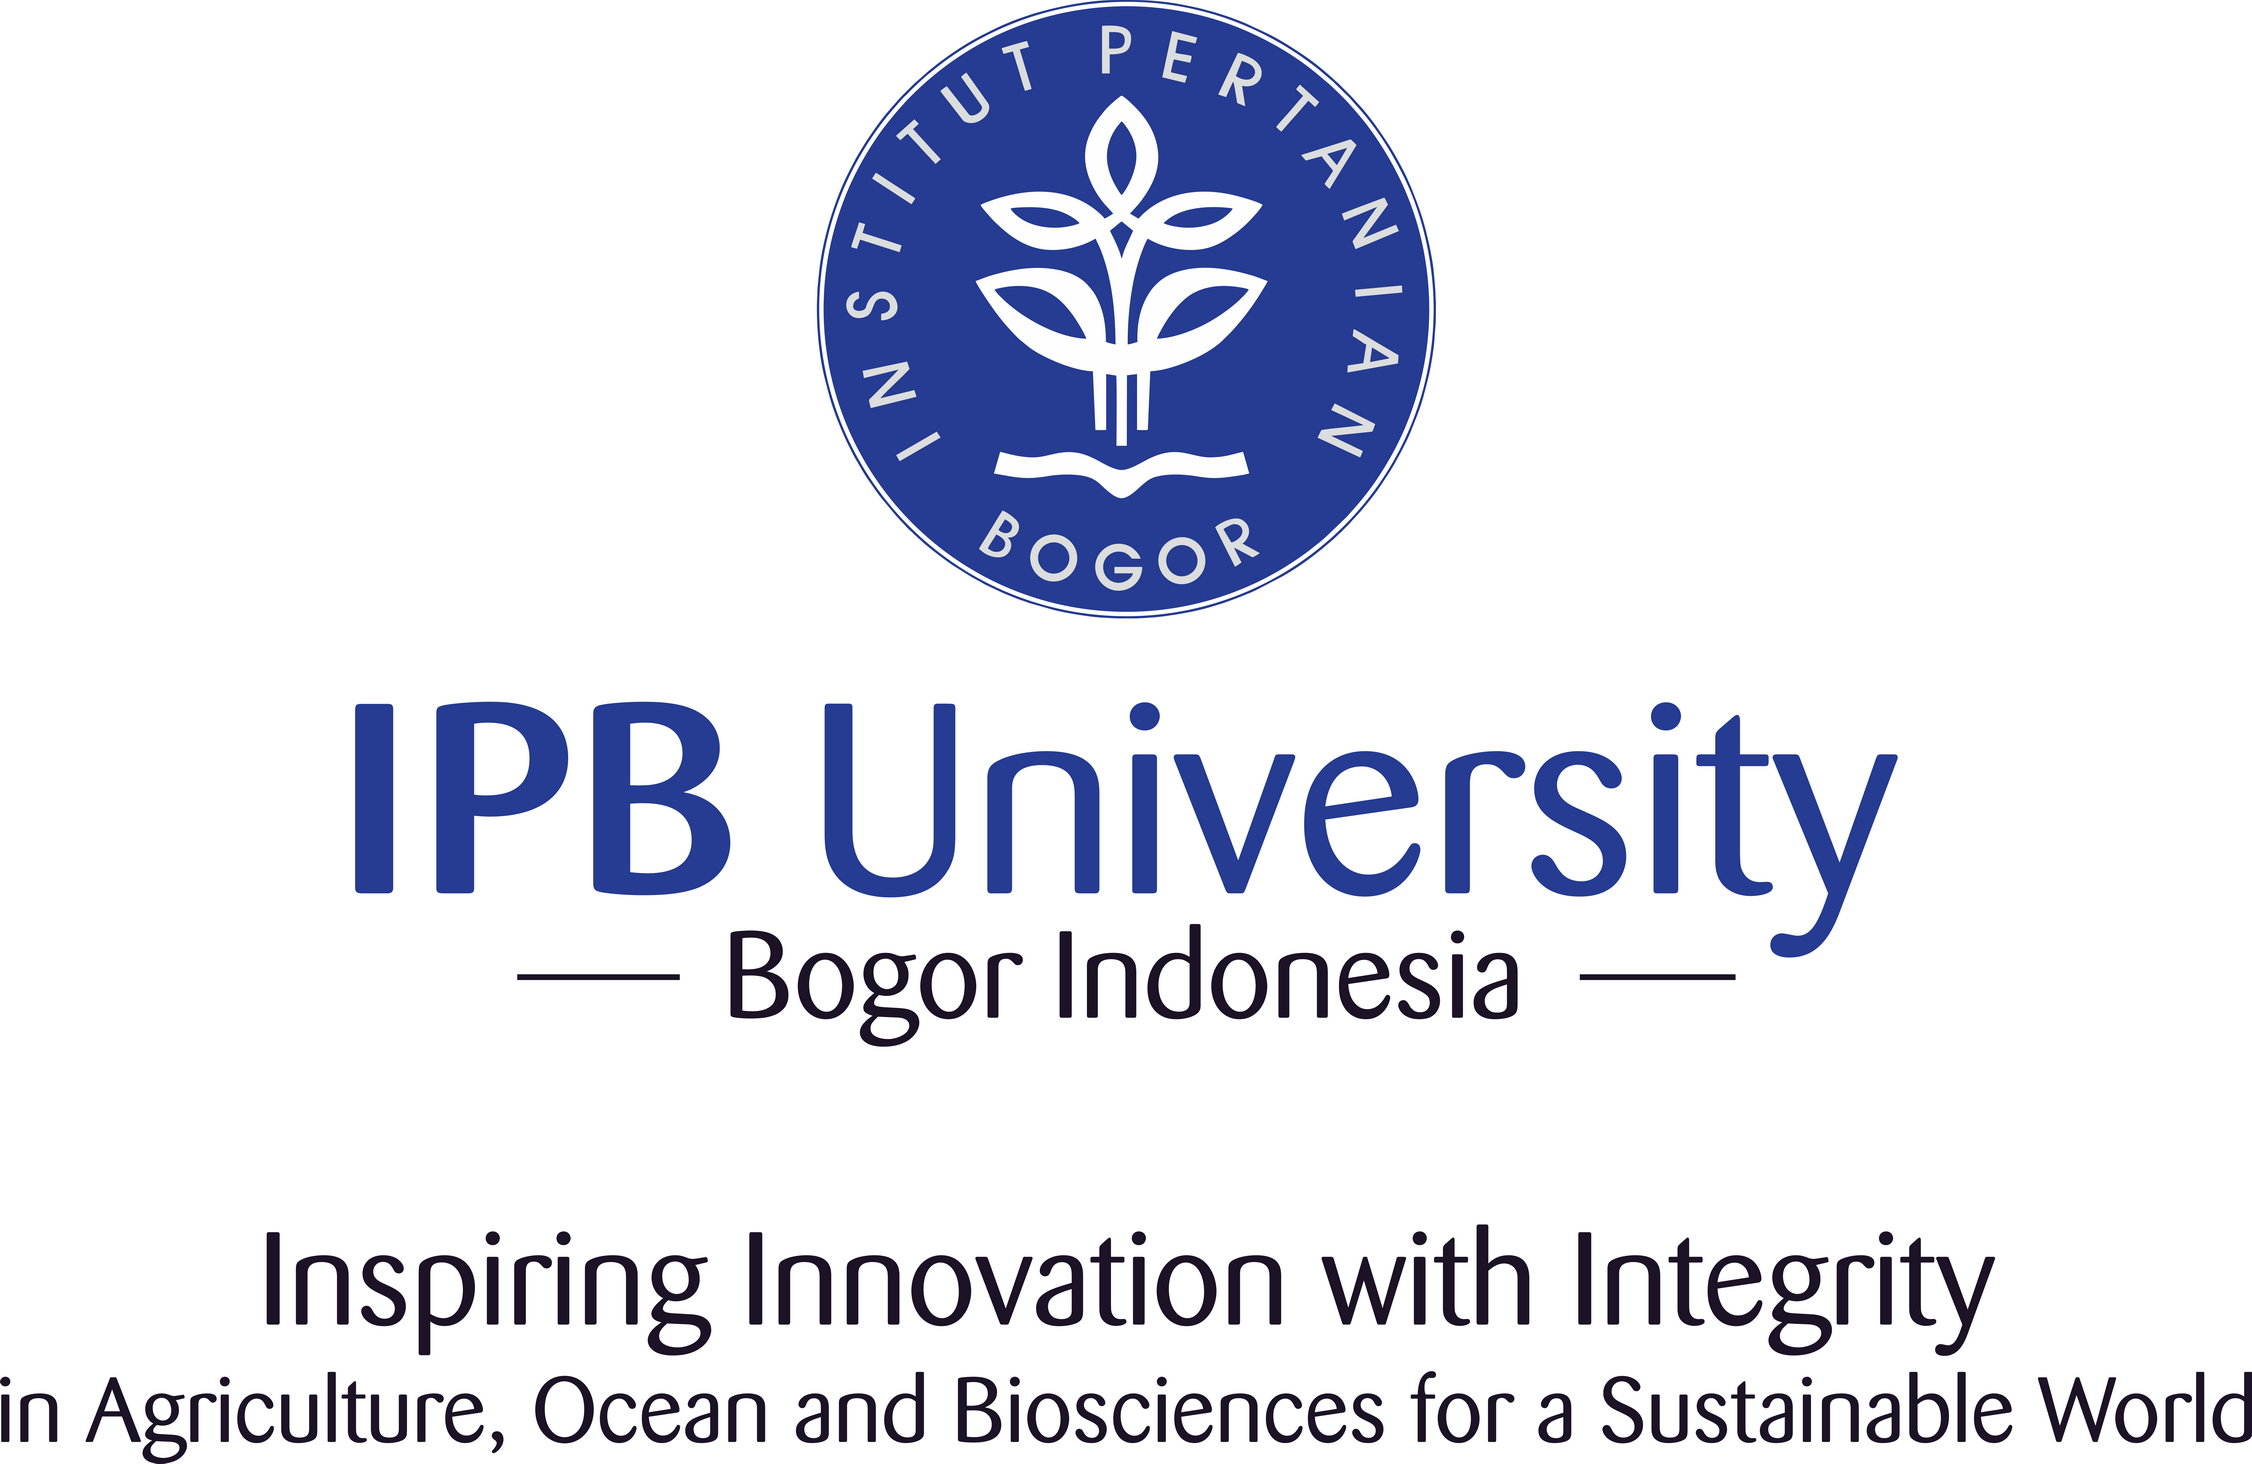 INSTITUT PERTANIAN
BOGOR
IPB University
Bogor Indonesia
Inspiring Innovation with Integrity
in Agriculture, Ocean and Biosciences for a Sustainable World